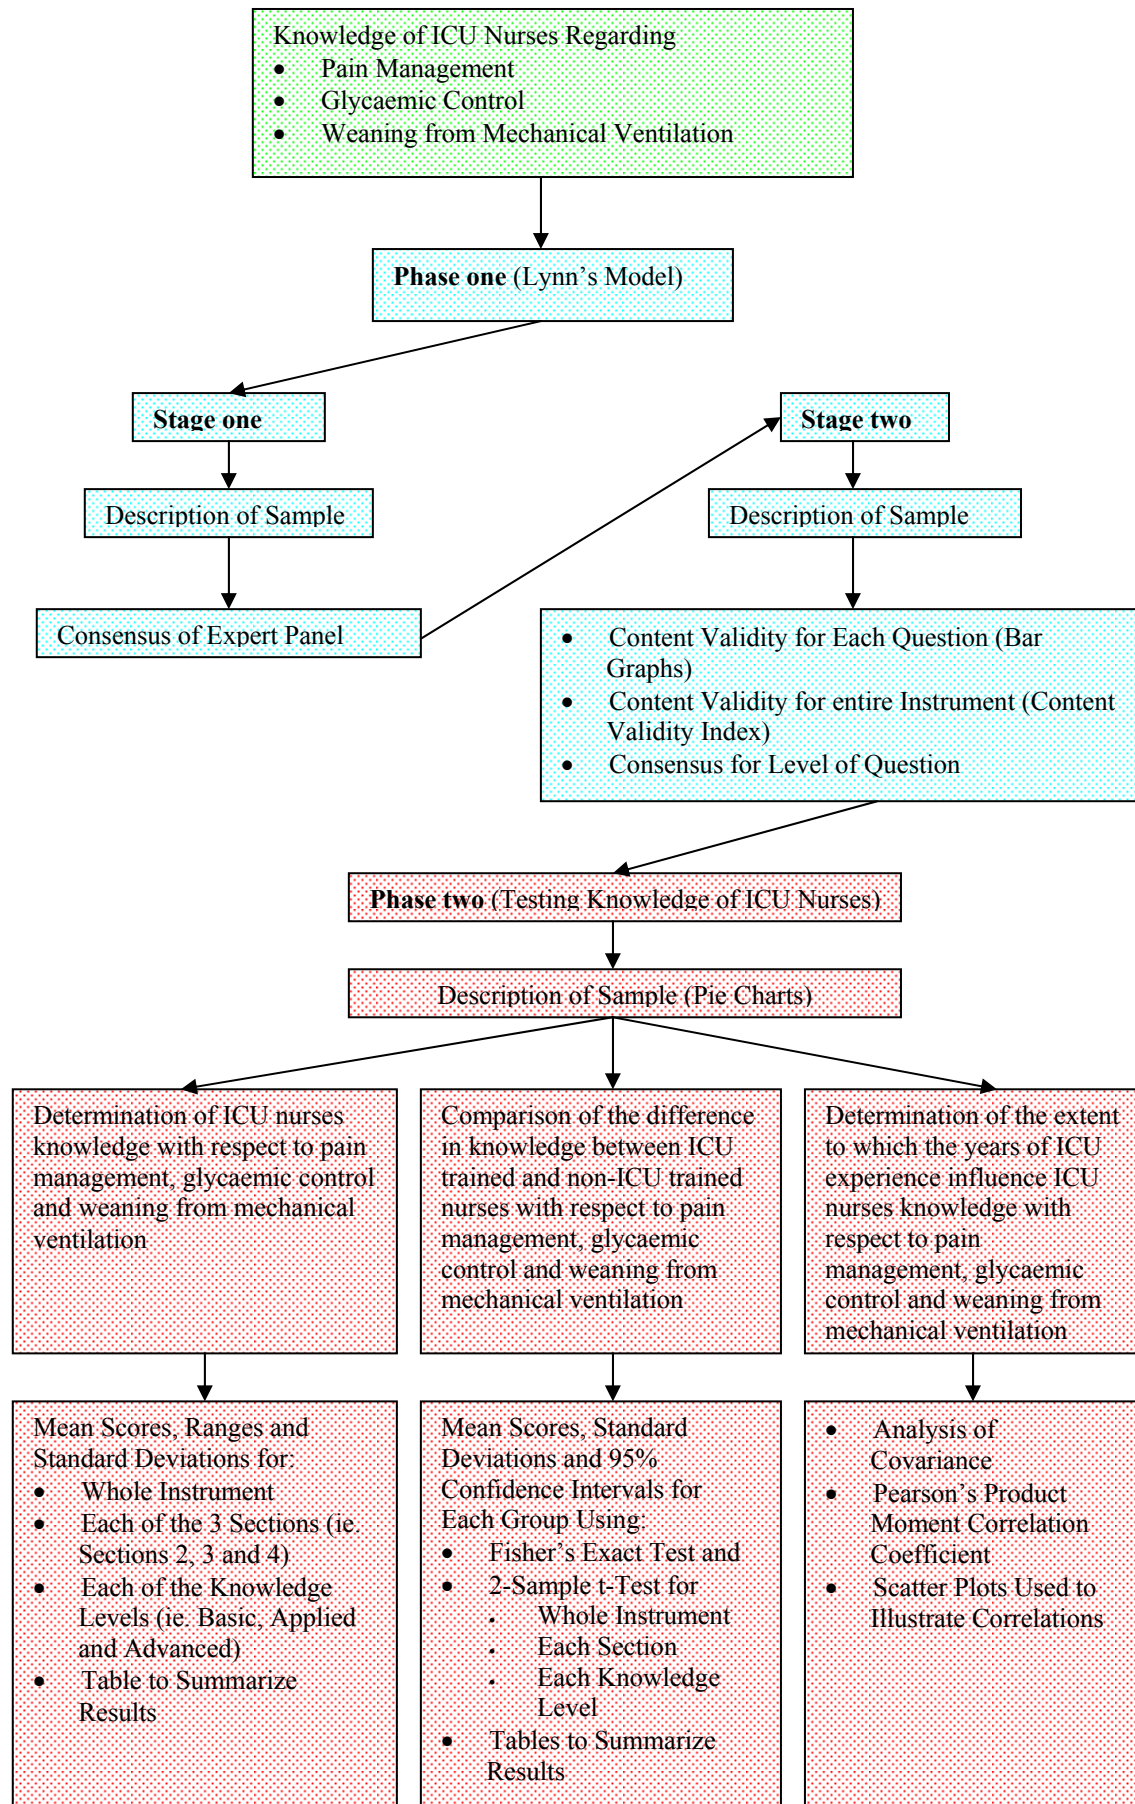 Knowledge of ICU Nurses Regarding
• Pain Management
• Glycaemic Control
• Weaning from Mechanical Ventilation
Phase one (Lynn’s Model)
Stage one
Description of Sample
Consensus of Expert Panel
Stage two
Description of Sample
• Content Validity for Each Question (Bar
Graphs)
• Content Validity for entire Instrument (Content
Validity Index)
• Consensus for Level of Question
Phase two (Testing Knowledge of ICU Nurses)
Description of Sample (Pie Charts)
Determination of ICU nurses
knowledge with respect to pain
management, glycaemic control
and weaning from mechanical
ventilation
Comparison of the difference
in knowledge between ICU
trained and non-ICU trained
nurses with respect to pain
management, glycaemic
control and weaning from
mechanical ventilation
Determination of the extent
to which the years of ICU
experience influence ICU
nurses knowledge with
respect to pain
management, glycaemic
control and weaning from
mechanical ventilation
Mean Scores, Ranges and
Standard Deviations for:
• Whole Instrument
• Each of the 3 Sections (ie.
Sections 2, 3 and 4)
• Each of the Knowledge
Levels (ie. Basic, Applied
and Advanced)
• Table to Summarize
Results
Mean Scores, Standard
Deviations and 95%
Confidence Intervals for
Each Group Using:
• Fisher’s Exact Test and
• 2-Sample t-Test for
• Whole Instrument
• Each Section
• Each Knowledge
Level
• Tables to Summarize
Results
• Analysis of
Covariance
• Pearson’s Product
Moment Correlation
Coefficient
• Scatter Plots Used to
Illustrate Correlations